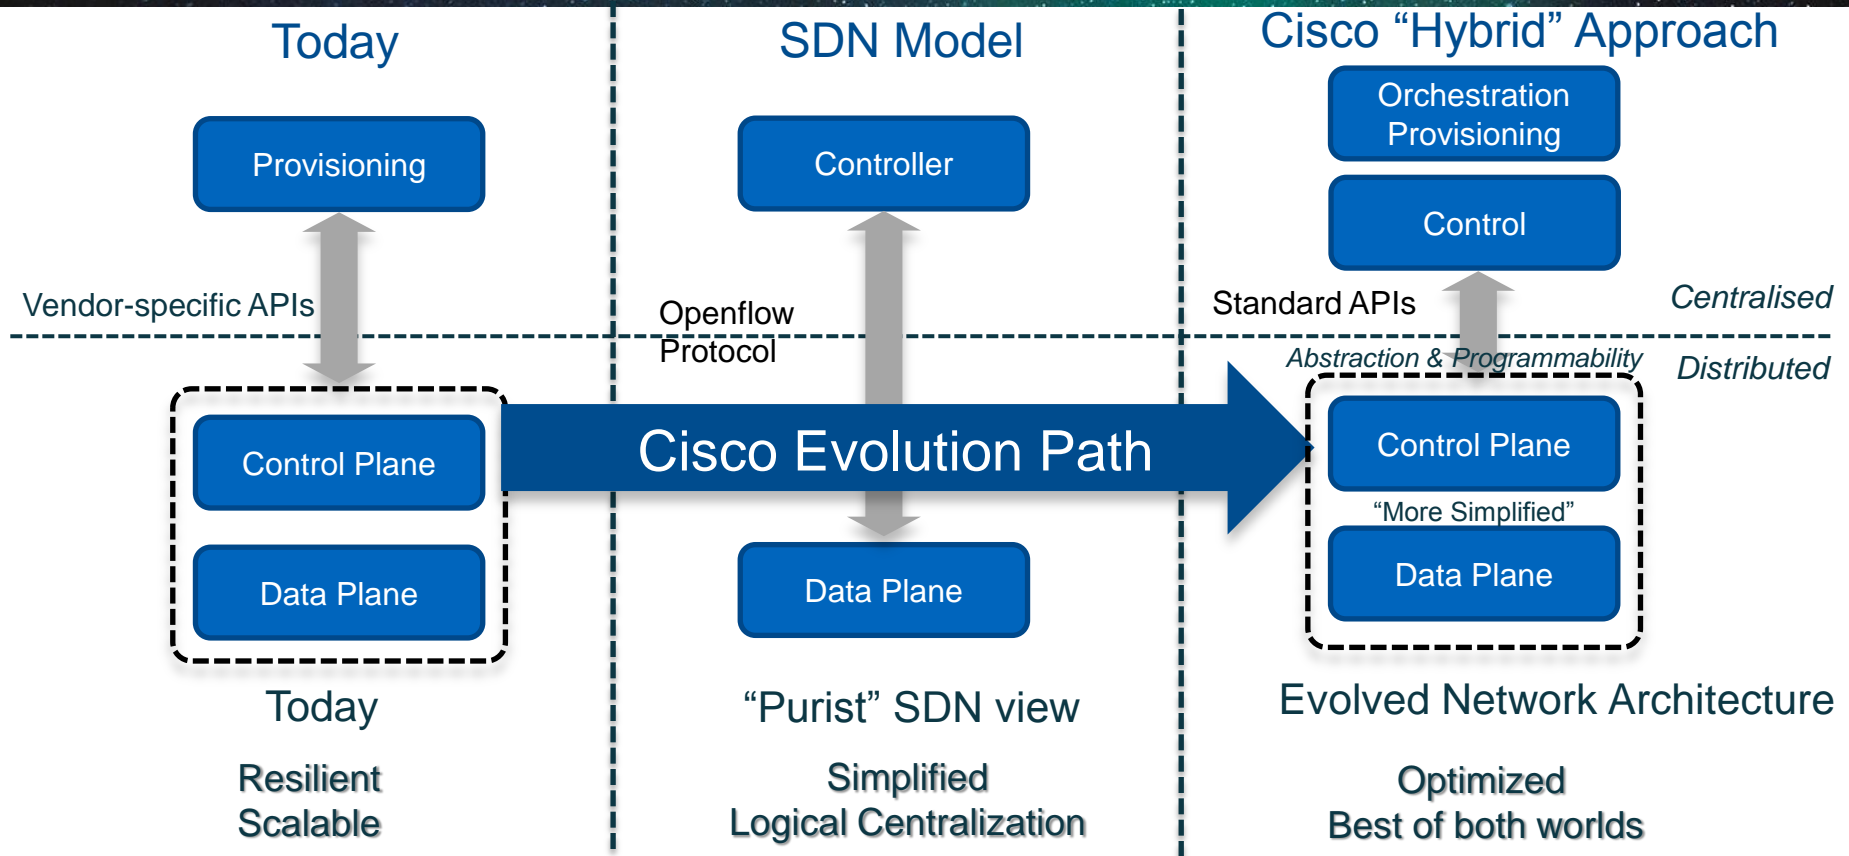 Today
Provisioning
Vendor-specific APIs
Control Plane
Data Plane
Today
Resilient
Scalable
SDN Model
Controller
Openflow
Protocol
Cisco Evolution Path
Data Plane
“Purist” SDN view
Simplified
Logical Centralization
Cisco “Hybrid” Approach
Orchestration
Provisioning
Control
Standard APIs
Centralised
Abstraction & Programmability
Distributed
Control Plane
“More Simplified”
Data Plane
Evolved Network Architecture
Optimized
Best of both worlds